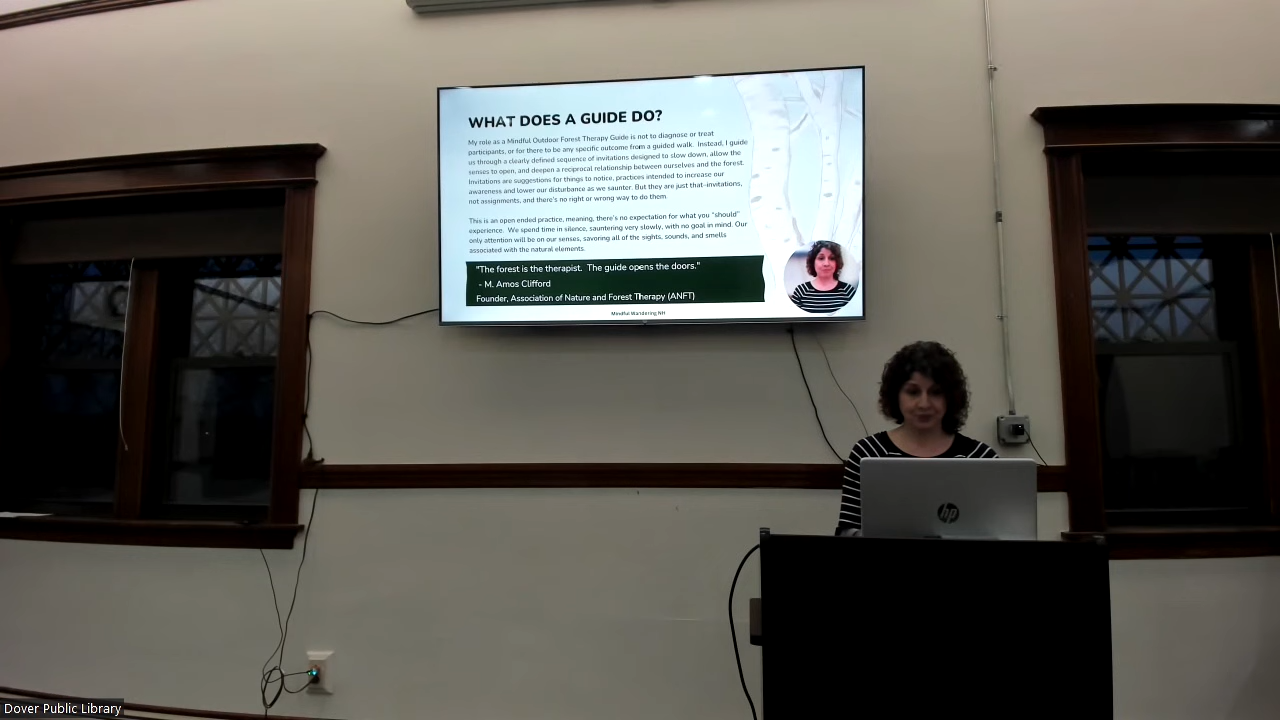 WHAT DOES A GUIDE DO?
My role as a Mindful Outdoor Forest Therapy Guide is not to diagnose or treat
participants, or for there to be any specific outcome from a guided walk. Instead, I guide
us through a clearly defined sequence of invitations designed to slow down, allow the
senses to open, and deepen a reciprocal relationship between ourselves and the forest.
Invitations are suggestions for things to notice, practices intended to increase our
awareness and lower our disturbance as we saunter. But they are just that-invitations,
not assignments, and there's no right or wrong way to do them.
This is an open ended practice, meaning, there's no expectation for what you "should"
experience. We spend time in silence, sauntering very slowly, with no goal in mind. Our
only attention will be on our senses, savoring all of the sights, sounds, and smells
associated with the natural elements.
"The forest is the therapist. The guide opens the doors."
- M. Amos Clifford
Founder, Association of Nature and Forest Therapy (ANFT)
Mindful Wandering NH
hp
Dover Public Library